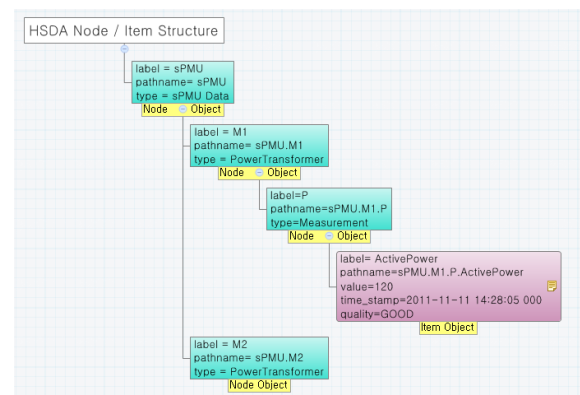 HSDA Node / Item Structure
label = sPMU
pathname= sPMU
type = sPMU Data
Node Object
label = M1
pathname= sPMU.M1
type = PowerTransformer
Node Object
label=P
pathname=sPMU.M1.P
type=Measurement
Node Object
label= ActivePower
pathname=sPMU.M1.P.ActivePower
value=120
time_stamp=2011-11-11 14:28:05 000
quality=GOOD
Item Object
label = M2
pathname= sPMU.M2
type = PowerTransformer
Node Object